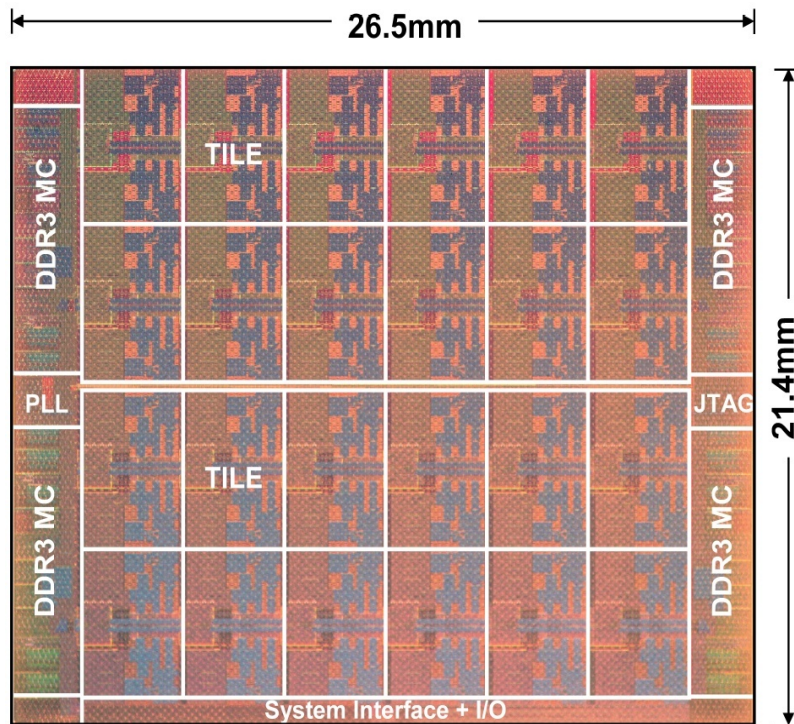 26.5mm
TILE
DDR3 MC
DDR3 MC
21.4mm
PLL
JTAG
TILE
DDR3 MC
DDR3 MC
System Interface + I/O